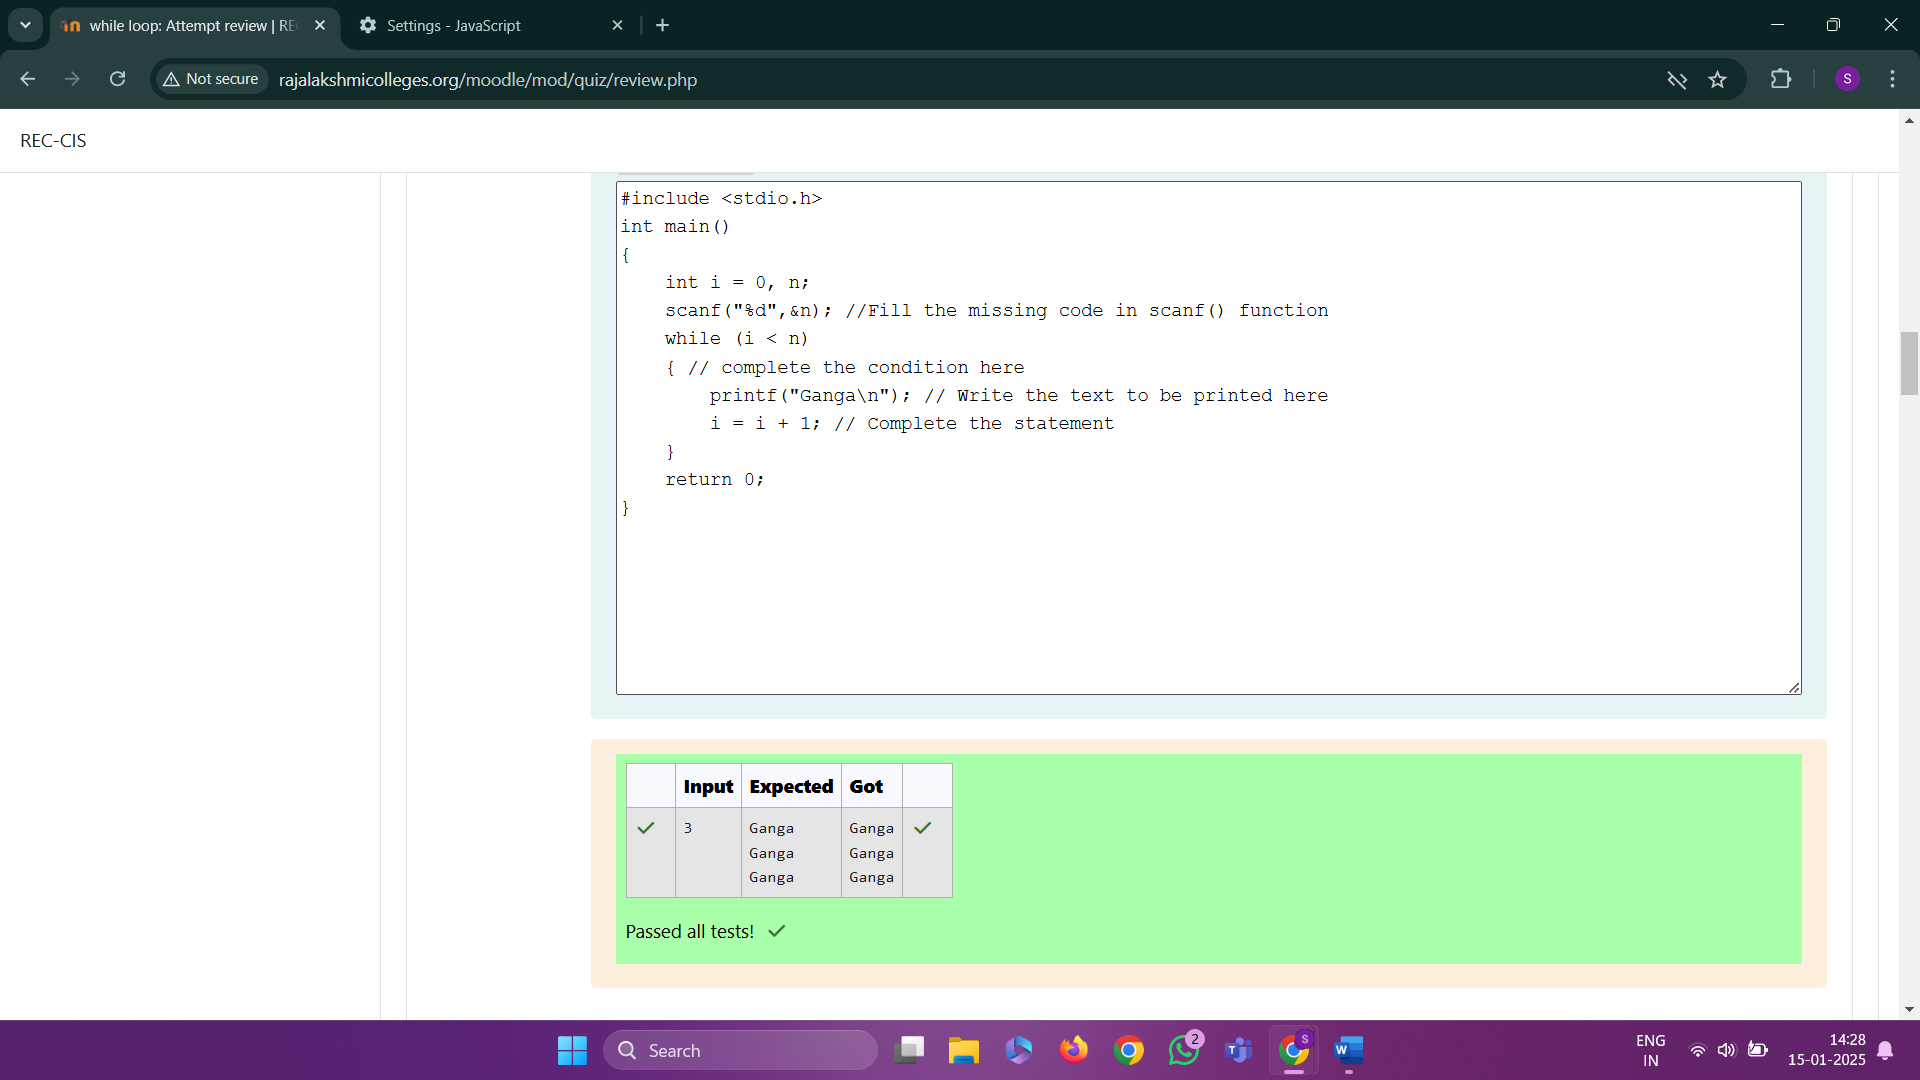 while loop: Attempt review | RE
Settings - JavaScript
Not secure
rajalakshmicolleges.org/moodle/mod/quiz/review.php
S
REC-CIS
#include <stdio.h>
int main()
{
    int i = 0, n;
    scanf("%d",&n); //Fill the missing code in scanf() function
    while (i < n)
    { // complete the condition here
        printf("Ganga\n"); // Write the text to be printed here
        i = i + 1; // Complete the statement
    }
    return 0;
}
Input Expected Got
3 Ganga Ganga
Ganga Ganga
Ganga Ganga
Passed all tests!
Search
2
S
ENG
IN
14:28
15-01-2025